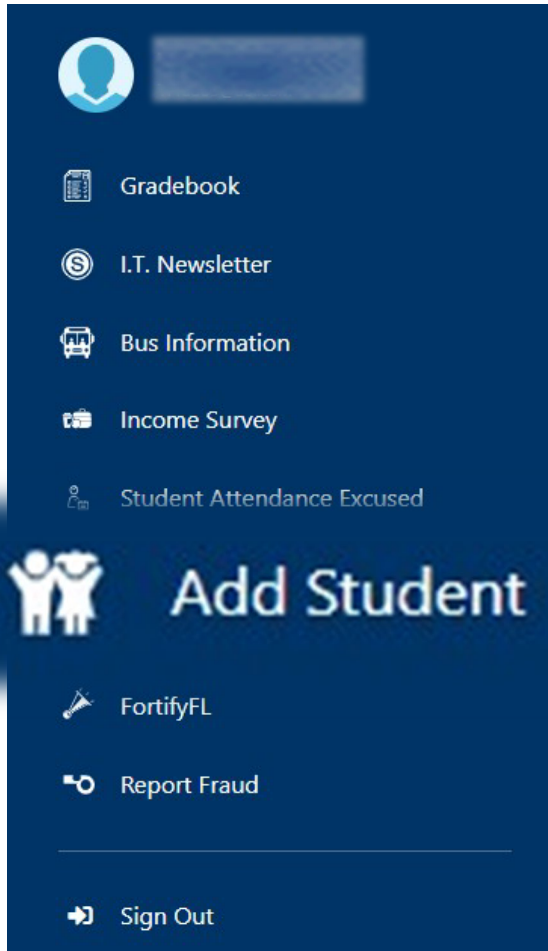 Gradebook
I.T. Newsletter
Bus Information
Income Survey
Student Attendance Excused
Add Student
FortifyFL
Report Fraud
Sign Out